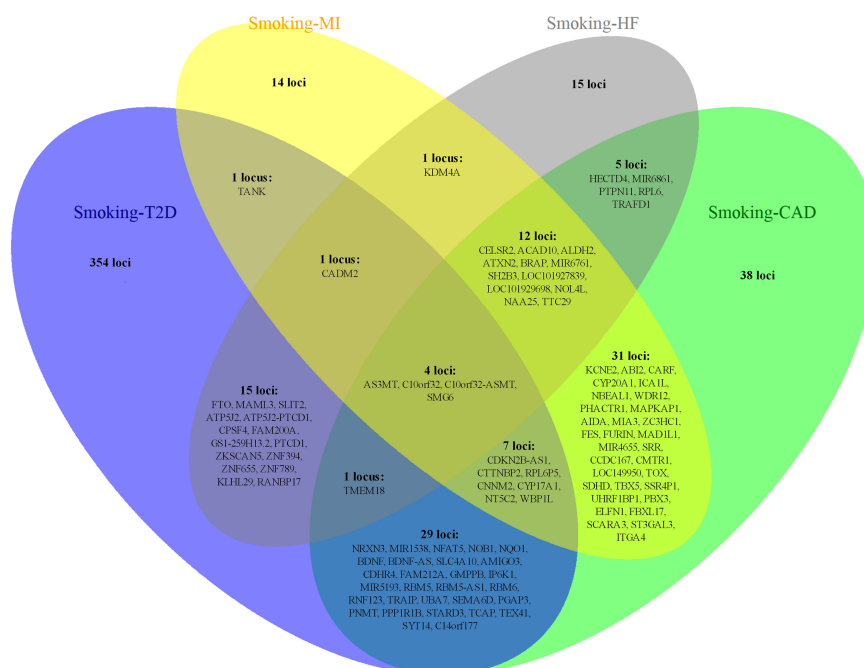 Smoking-MI
Smoking-HF
14 loci
15 loci
1 locus:
TANK
1 locus:
KDM4A
5 loci:
HECTD4, MIR6861,
PTPN11, RPL6,
TRAFD1
Smoking-T2D
Smoking-CAD
354 loci
1 locus:
CADM2
12 loci:
CELSR2, ACAD10, ALDH2,
ATXN2, BRAP, MIR6761,
SH2B3, LOC101927839,
LOC101929698, NOL4L,
NAA25, TTC29
38 loci
4 loci:
AS3MT, C10orf32, C10orf32-ASMT,
SMG6
31 loci:
KCNE2, ABI2, CARF,
CYP20A1, ICA1L,
NBEAL1, WDR12,
PHACTR1, MAPKAP1,
AIDA, MIA3, ZC3HC1,
FES, FURIN, MAD1L1,
MIR4655, SRR,
CCDC167, CMTR1,
LOC149950, TOX,
SDHD, TBX5, SSR4P1,
UHRF1BP1, PBX3,
ELFN1, FBXL17,
SCARA3, ST3GAL3,
ITGA4
15 loci:
FTO, MAML3, SLIT2,
ATP5J2, ATP5J2-PTCD1,
CPSF4, FAM200A,
GS1-259H13.2, PTCD1,
ZKSCAN5, ZNF394,
ZNF655, ZNF789,
KLHL29, RANBP17
1 locus:
TMEM18
7 loci:
CDKN2B-AS1,
CTTNBP2, RPL6P5,
CNNM2, CYP17A1,
NT5C2, WBP1L
29 loci:
NRXN3, MIR1538, NFAT5, NOB1, NQO1,
BDNF, BDNF-AS, SLC4A10, AMIGO3,
CDHR4, FAM212A, GMPPB, IP6K1,
MIR5193, RBM5, RBM5-AS1, RBM6,
RNF123, TRAIP, UBA7, SEMA6D, PGAP3,
PNMT, PPP1R1B, STARD3, TCAP, TEX41,
SYT14, C14orf177